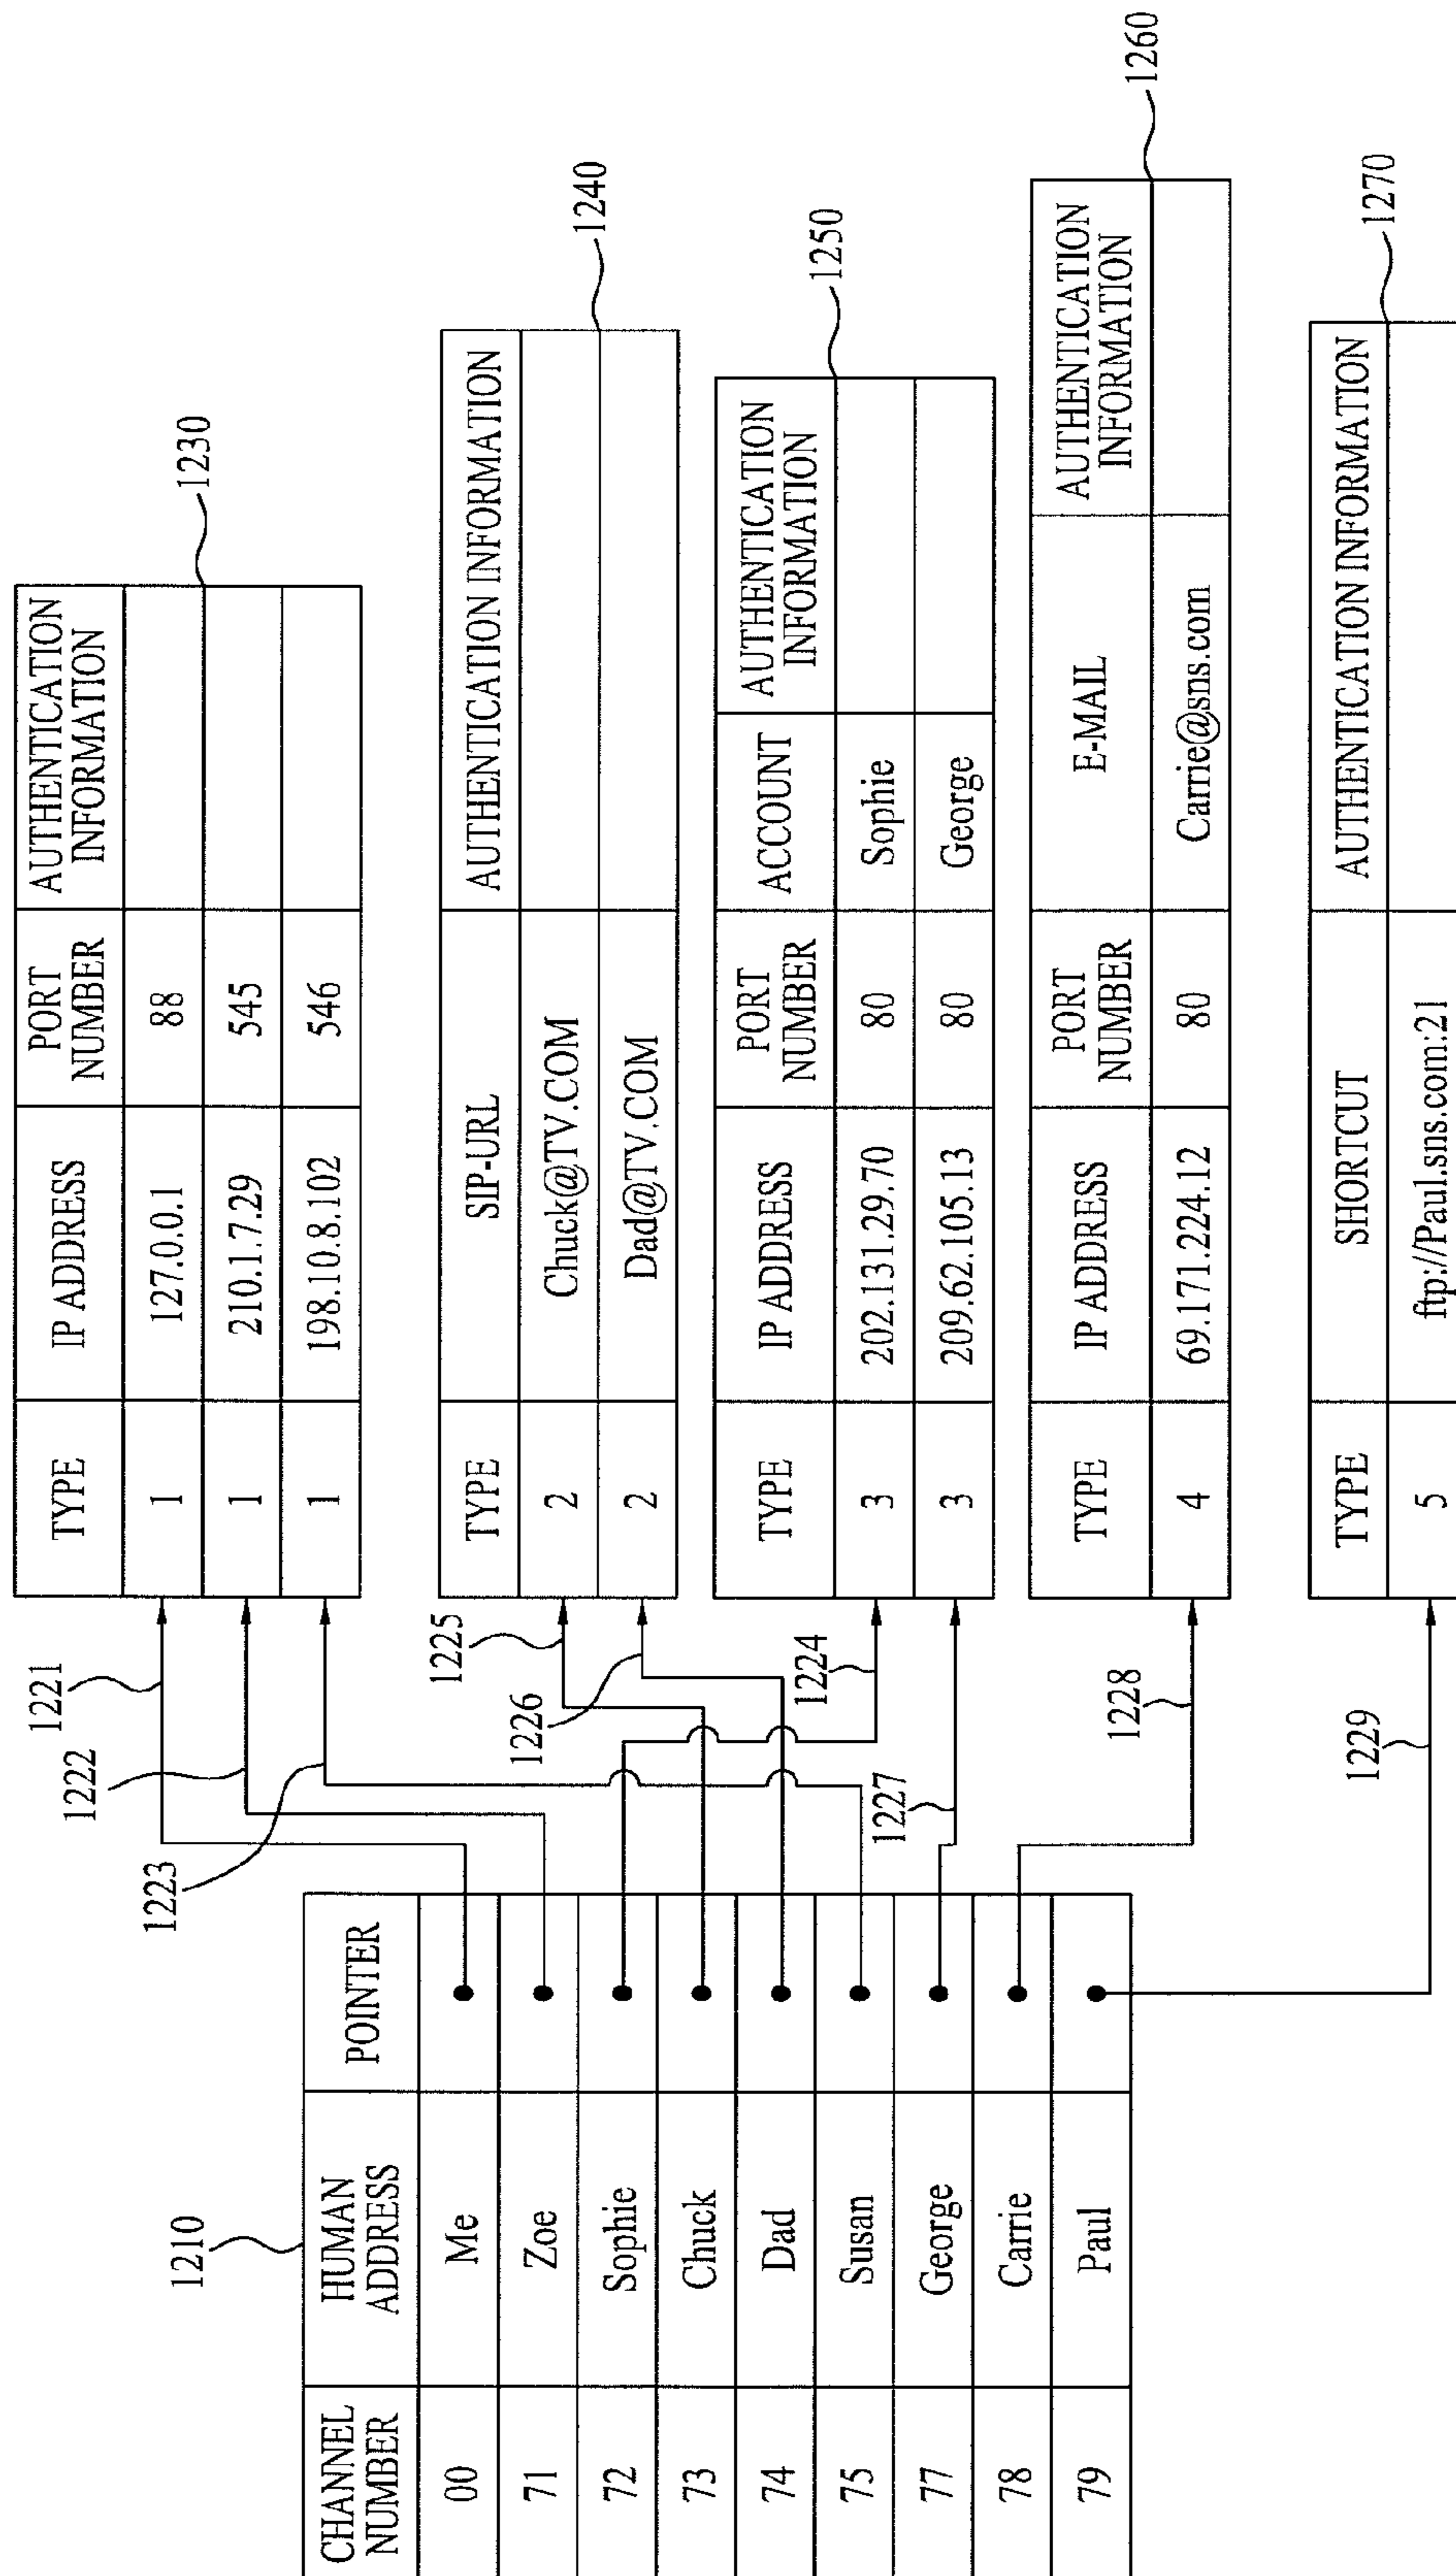 1210
CHANNEL NUMBER HUMAN ADDRESS POINTER
00 Me
71 Zoe
72 Sophie
73 Chuck
74 Dad
75 Susan
77 George
78 Carrie
79 Paul
1221
1222
1223
1225
1226
1224
1227
1228
1229
TYPE IP ADDRESS PORT NUMBER AUTHENTICATION INFORMATION
1 127.0.0.1 88
1 210.1.7.29 545
1 198.10.8.102 546
1230
TYPE SIP-URL AUTHENTICATION INFORMATION
2 Chuck@TV.COM
2 Dad@TV.COM
1240
TYPE IP ADDRESS PORT NUMBER ACCOUNT AUTHENTICATION INFORMATION
3 202.131.29.70 80 Sophie
3 209.62.105.13 80 George
1250
TYPE IP ADDRESS PORT NUMBER E-MAIL AUTHENTICATION INFORMATION
4 69.171.224.12 80 Carrie@sns.com
1260
TYPE SHORTCUT AUTHENTICATION INFORMATION
5 ftp://Paul.sns.com:21
1270